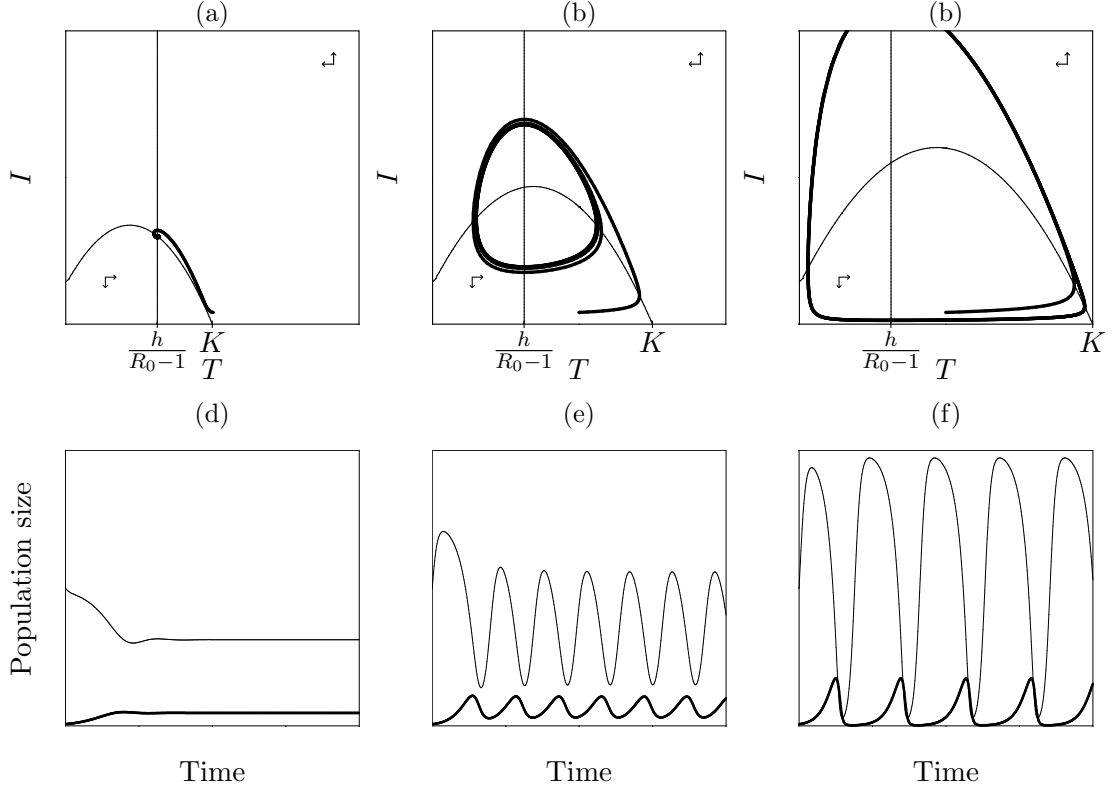 (a) (b) (b)
I I I
h/(R₀−1) K h/(R₀−1) K h/(R₀−1) K
T T T
(d) (e) (f)
Population size
Time Time Time